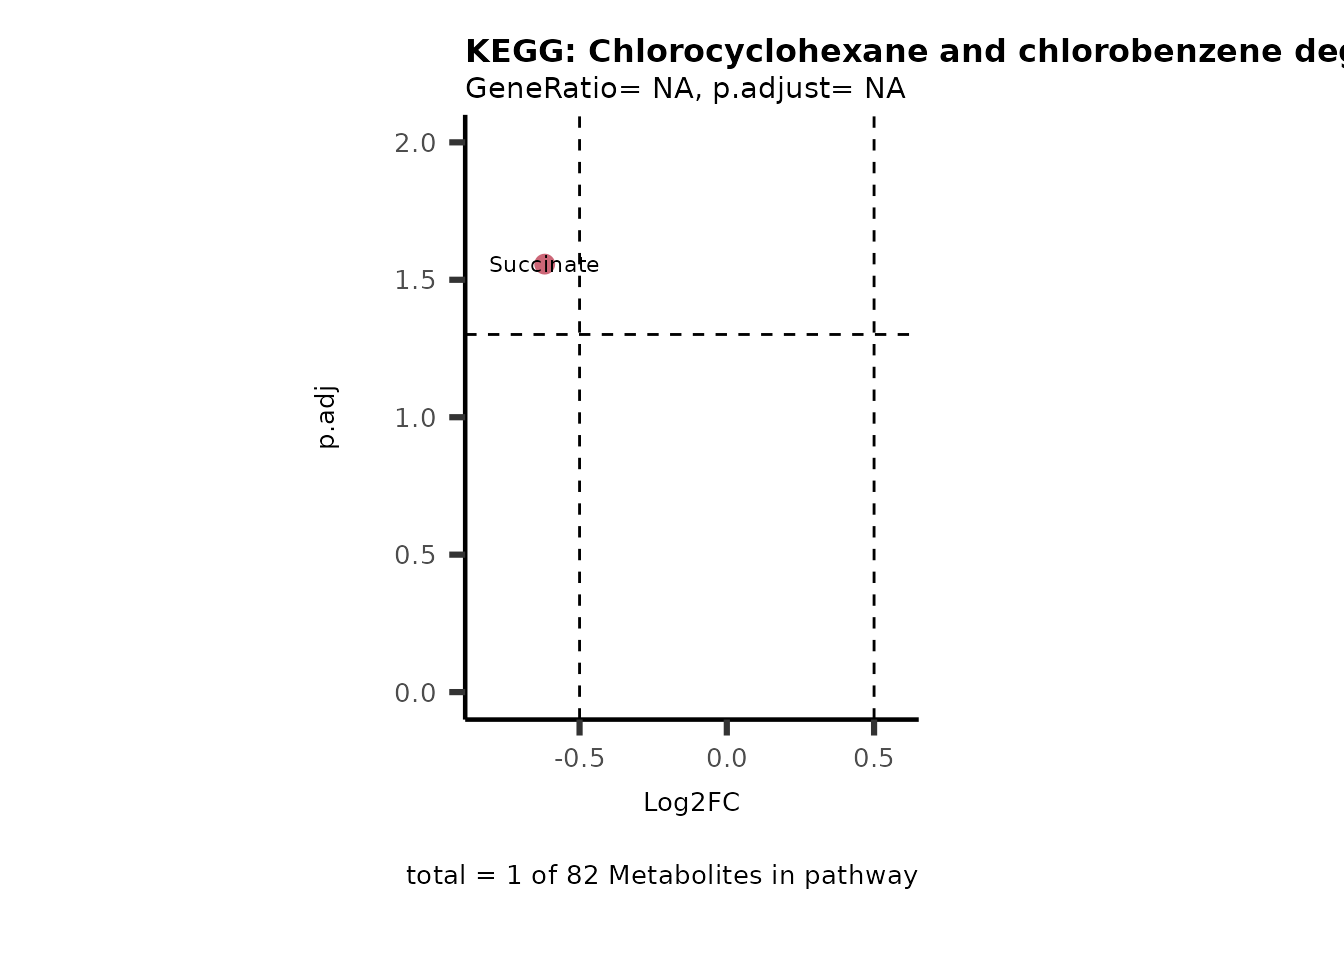 KEGG: Chlorocyclohexane and chlorobenzene
GeneRatio= NA, p.adjust= NA
2.0
Succinate
1.5
1.0
p.adj
0.5
0.0
-0.5 0.0 0.5
Log2FC
total = 1 of 82 Metabolites in pathway